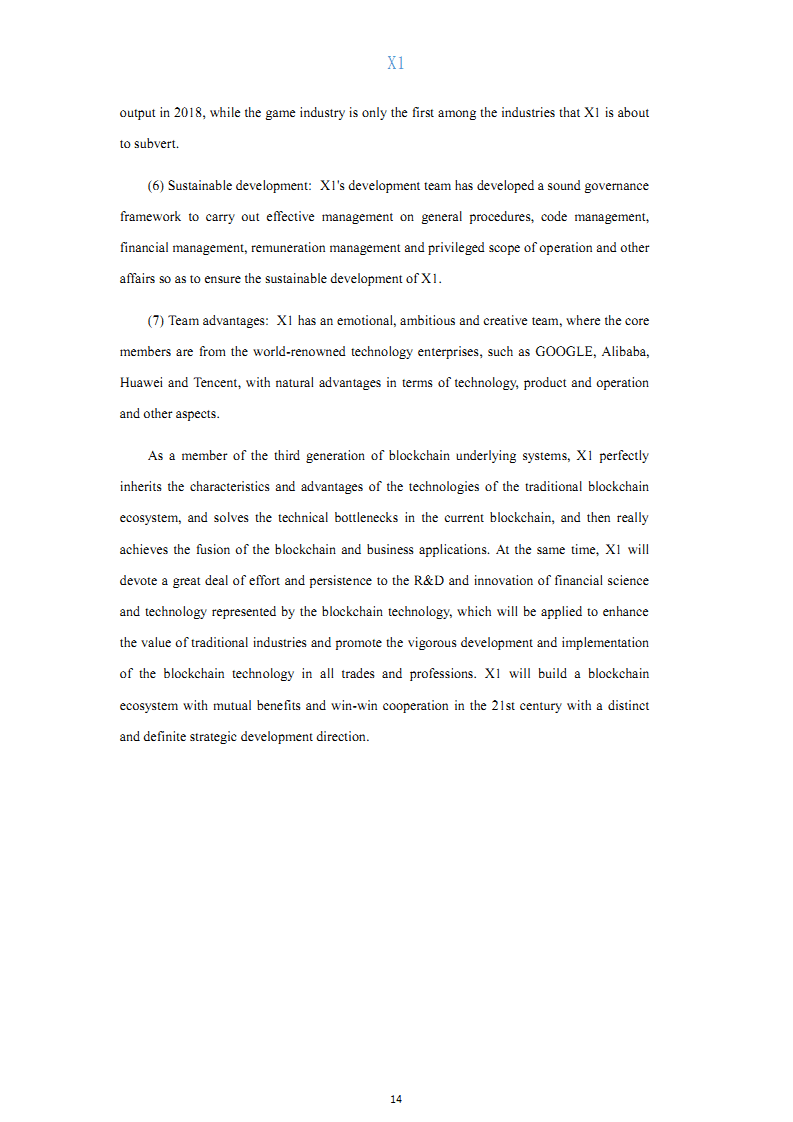 X1
output in 2018, while the game industry is only the first among the industries that X1 is about
to subvert.
(6) Sustainable development: X1's development team has developed a sound governance
framework to carry out effective management on general procedures, code management,
financial management, remuneration management and privileged scope of operation and other
affairs so as to ensure the sustainable development of X1.
(7) Team advantages: X1 has an emotional, ambitious and creative team, where the core
members are from the world-renowned technology enterprises, such as GOOGLE, Alibaba,
Huawei and Tencent, with natural advantages in terms of technology, product and operation
and other aspects.
As a member of the third generation of blockchain underlying systems, X1 perfectly
inherits the characteristics and advantages of the technologies of the traditional blockchain
ecosystem, and solves the technical bottlenecks in the current blockchain, and then really
achieves the fusion of the blockchain and business applications. At the same time, X1 will
devote a great deal of effort and persistence to the R&D and innovation of financial science
and technology represented by the blockchain technology, which will be applied to enhance
the value of traditional industries and promote the vigorous development and implementation
of the blockchain technology in all trades and professions. X1 will build a blockchain
ecosystem with mutual benefits and win-win cooperation in the 21st century with a distinct
and definite strategic development direction.
14